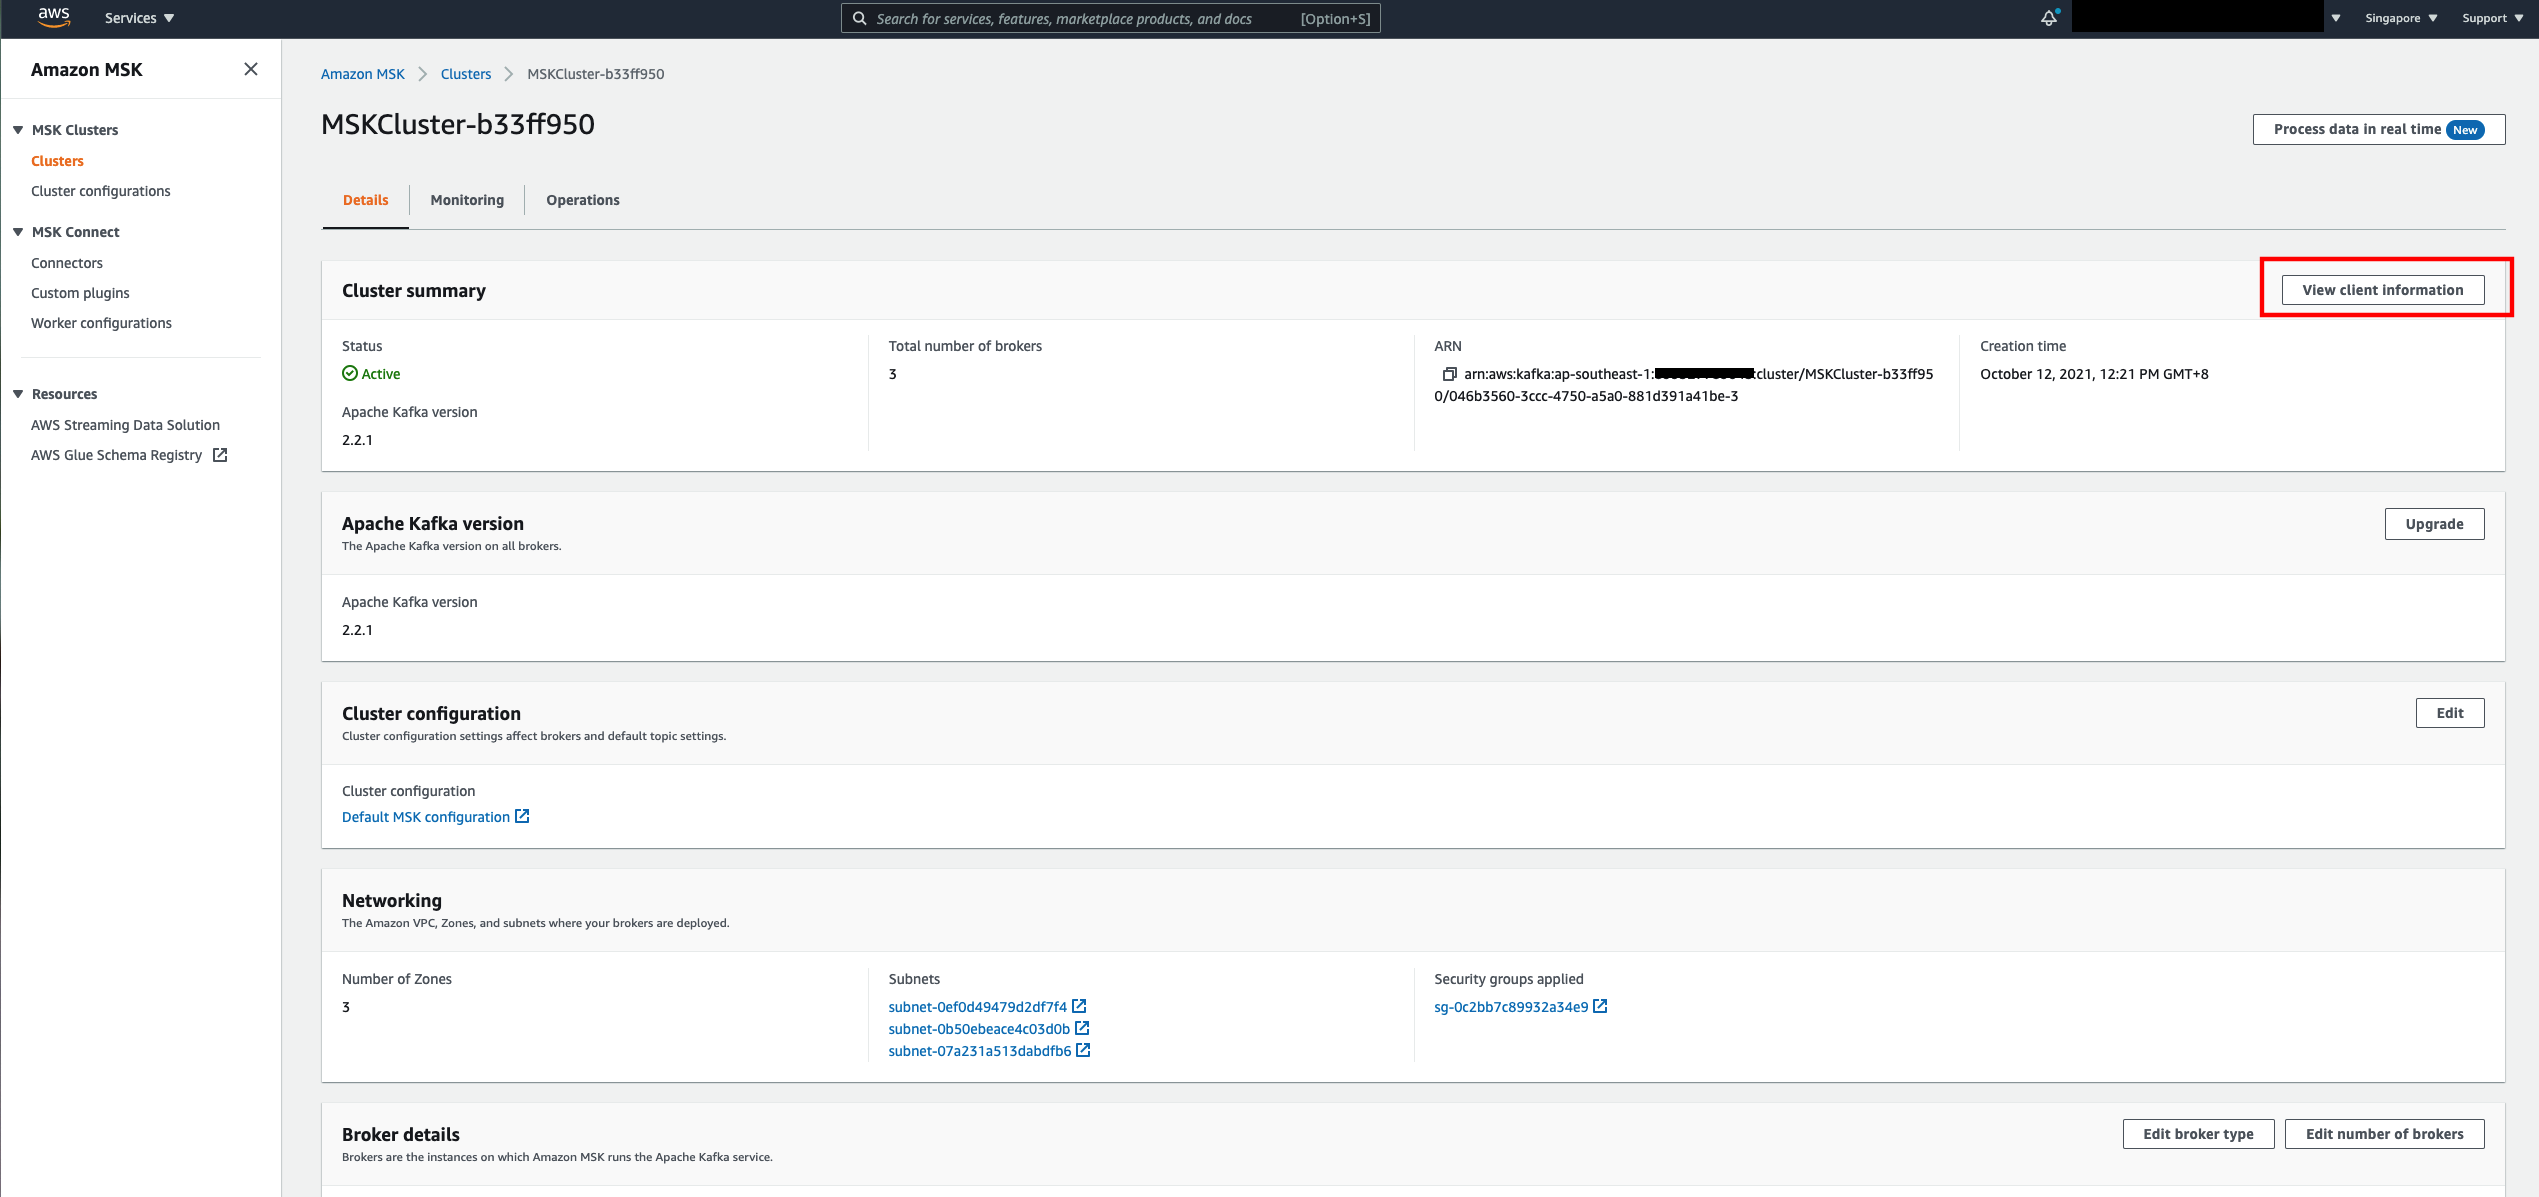 aws
Services
Search for services, features, marketplace products, and docs [Option+S]
Singapore
Support
Amazon MSK
MSK Clusters
Clusters
Cluster configurations
MSK Connect
Connectors
Custom plugins
Worker configurations
Resources
AWS Streaming Data Solution
AWS Glue Schema Registry
Amazon MSK
Clusters
MSKCluster-b33ff950
MSKCluster-b33ff950
Process data in real time New
Details
Monitoring
Operations
Cluster summary
View client information
Status
Active
Apache Kafka version
2.2.1
Total number of brokers
3
ARN
arn:aws:kafka:ap-southeast-1: :cluster/MSKCluster-b33ff95
0/046b3560-3ccc-4750-a5a0-881d391a41be-3
Creation time
October 12, 2021, 12:21 PM GMT+8
Apache Kafka version
The Apache Kafka version on all brokers.
Upgrade
Apache Kafka version
2.2.1
Cluster configuration
Cluster configuration settings affect brokers and default topic settings.
Edit
Cluster configuration
Default MSK configuration
Networking
The Amazon VPC, Zones, and subnets where your brokers are deployed.
Number of Zones
3
Subnets
subnet-0ef0d49479d2df7f4
subnet-0b50ebeace4c03d0b
subnet-07a231a513dabdfb6
Security groups applied
sg-0c2bb7c89932a34e9
Broker details
Brokers are the instances on which Amazon MSK runs the Apache Kafka service.
Edit broker type
Edit number of brokers